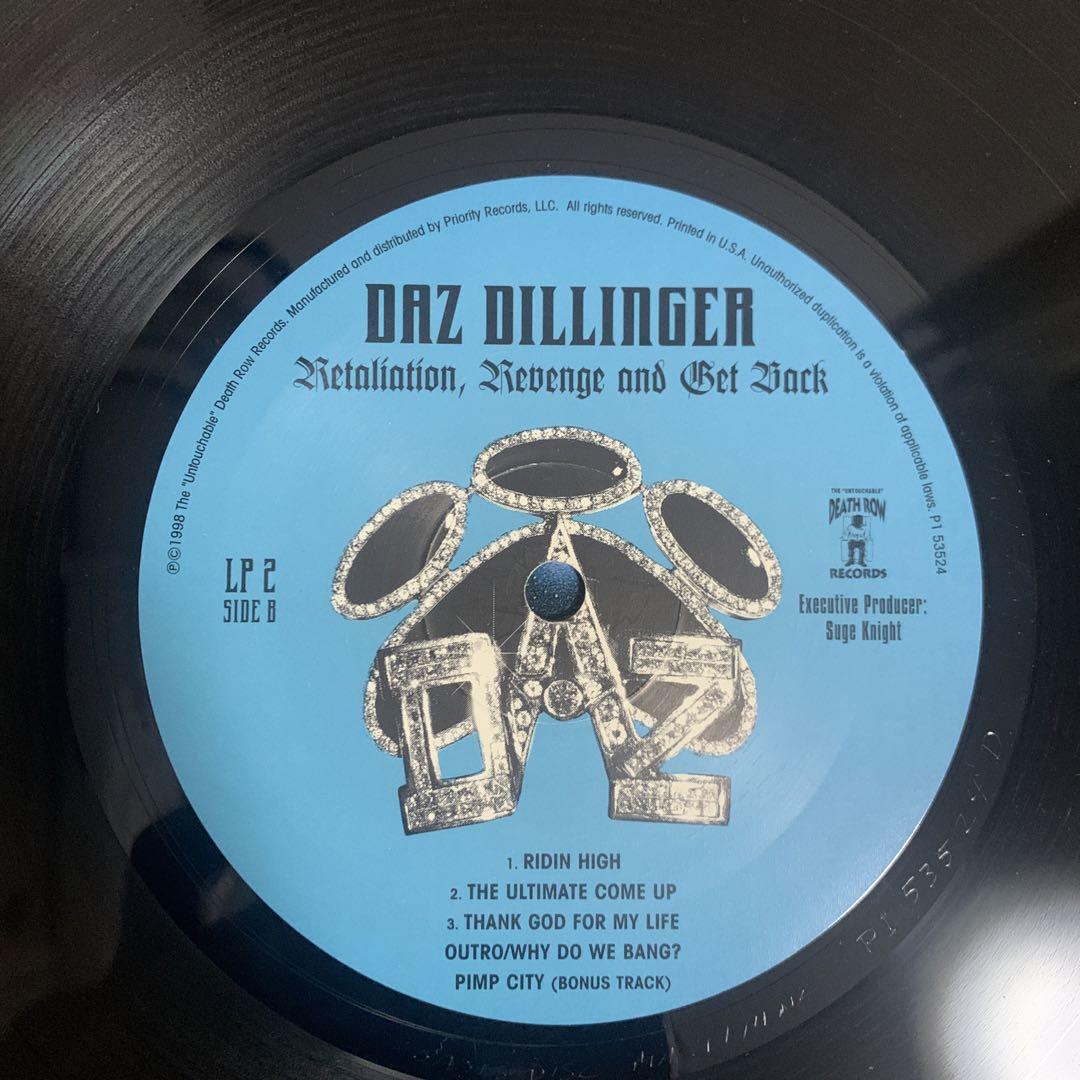 ℗©1998 The "Untouchable" Death Row Records. Manufactured and distributed by Priority Records, LLC. All rights reserved. Printed in U.S.A. Unauthorized duplication is a violation of applicable laws. P1 53524
DAZ DILLINGER
Retaliation, Revenge and Get Back
THE "UNTOUCHABLE"
DEATH ROW
RECORDS
LP 2
SIDE B
Executive Producer:
Suge Knight
DAZ
1. RIDIN HIGH
2. THE ULTIMATE COME UP
3. THANK GOD FOR MY LIFE
OUTRO/WHY DO WE BANG?
PIMP CITY (BONUS TRACK)
P1 53524 D